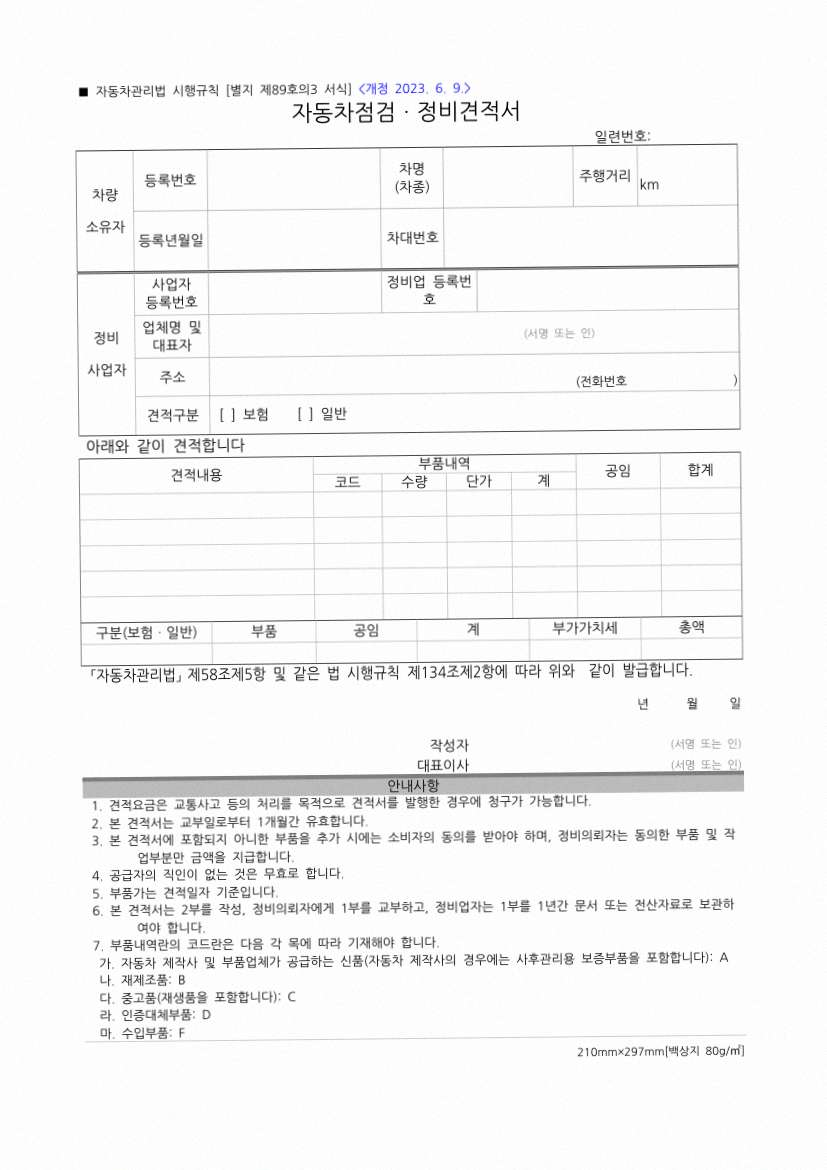 ■ 자동차관리법 시행규칙 [별지 제89호의3 서식] <개정 2023. 6. 9.>
자동차점검ㆍ정비견적서
일련번호:
차량
소유자
등록번호
차명
(차종)
주행거리
km
등록년월일
차대번호
정비
사업자
사업자
등록번호
정비업 등록번
호
업체명 및
대표자
(서명 또는 인)
주소
(전화번호 )
견적구분
[ ] 보험 [ ] 일반
아래와 같이 견적합니다
견적내용
부품내역
공임
합계
코드 수량 단가 계
구분(보험ㆍ일반) 부품 공임 계 부가가치세 총액
「자동차관리법」 제58조제5항 및 같은 법 시행규칙 제134조제2항에 따라 위와 같이 발급합니다.
년 월 일
작성자 (서명 또는 인)
대표이사 (서명 또는 인)
안내사항
1. 견적요금은 교통사고 등의 처리를 목적으로 견적서를 발행한 경우에 청구가 가능합니다.
2. 본 견적서는 교부일로부터 1개월간 유효합니다.
3. 본 견적서에 포함되지 아니한 부품을 추가 시에는 소비자의 동의를 받아야 하며, 정비의뢰자는 동의한 부품 및 작
업부분만 금액을 지급합니다.
4. 공급자의 직인이 없는 것은 무효로 합니다.
5. 부품가는 견적일자 기준입니다.
6. 본 견적서는 2부를 작성, 정비의뢰자에게 1부를 교부하고, 정비업자는 1부를 1년간 문서 또는 전산자료로 보관하
여야 합니다.
7. 부품내역란의 코드란은 다음 각 목에 따라 기재해야 합니다.
가. 자동차 제작사 및 부품업체가 공급하는 신품(자동차 제작사의 경우에는 사후관리용 보증부품을 포함합니다): A
나. 재제조품: B
다. 중고품(재생품을 포함합니다): C
라. 인증대체부품: D
마. 수입부품: F
210mm×297mm[백상지 80g/㎡]